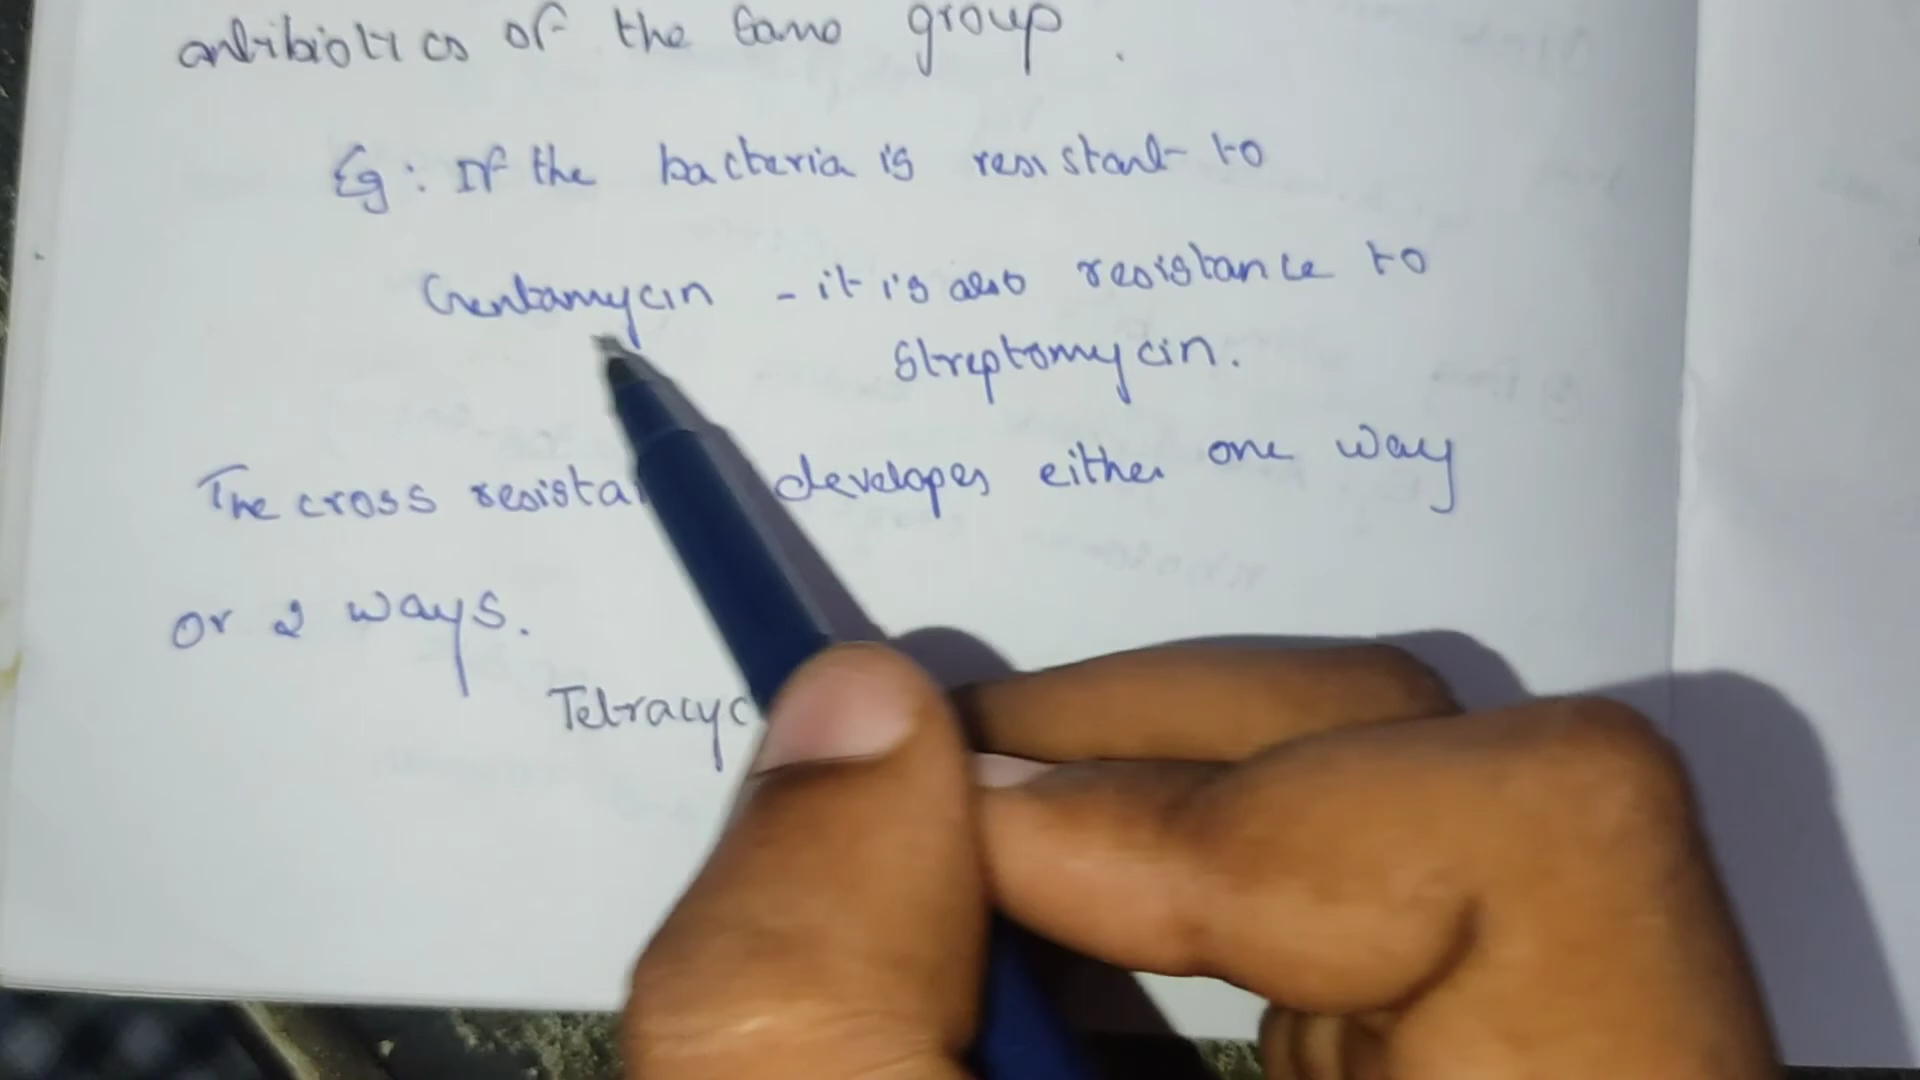 antibiotics of the same group.
Eg: If the bacteria is resistant to
Gentamycin - it is also resistance to
Streptomycin.
The cross resista developes either one way
or 2 ways.
Tetracyc